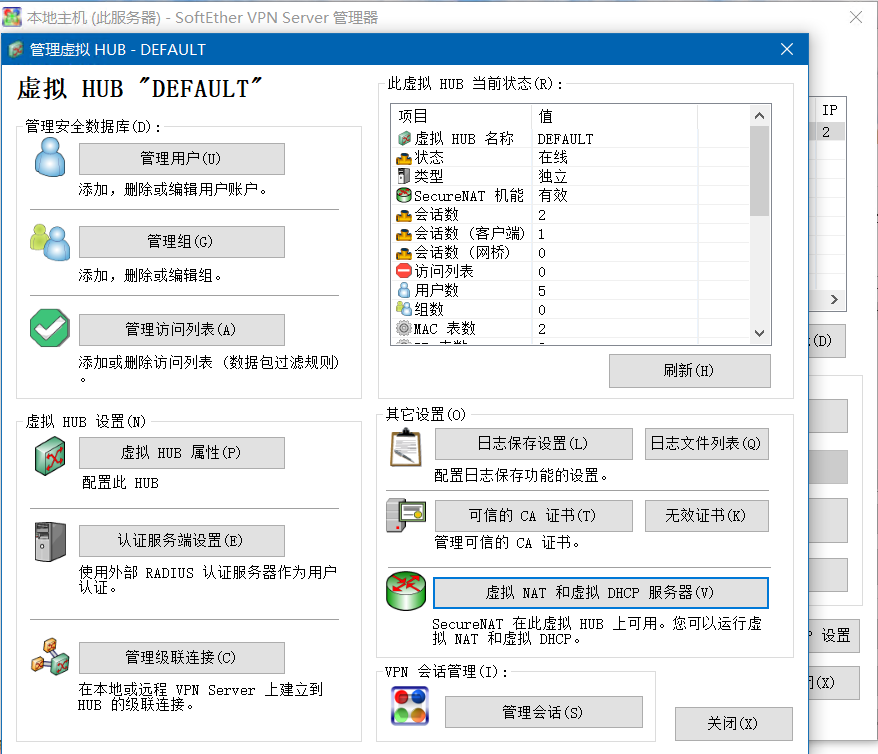 本地主机 (此服务器) - SoftEther VPN Server 管理器
管理虚拟 HUB - DEFAULT
虚拟 HUB "DEFAULT"
管理安全数据库(D):
管理用户(U)
添加，删除或编辑用户账户。
管理组(G)
添加，删除或编辑组。
管理访问列表(A)
添加或删除访问列表 (数据包过滤规则)
。
虚拟 HUB 设置(N)
虚拟 HUB 属性(P)
配置此 HUB
认证服务端设置(E)
使用外部 RADIUS 认证服务器作为用户
认证。
管理级联连接(C)
在本地或远程 VPN Server 上建立到
HUB 的级联连接。
此虚拟 HUB 当前状态(R):
项目 值
虚拟 HUB 名称 DEFAULT
状态 在线
类型 独立
SecureNAT 机能 有效
会话数 2
会话数 (客户端) 1
会话数 (网桥) 0
访问列表 0
用户数 5
组数 0
MAC 表数 2
刷新(H)
其它设置(O)
日志保存设置(L) 日志文件列表(Q)
配置日志保存功能的设置。
可信的 CA 证书(T) 无效证书(K)
管理可信的 CA 证书。
虚拟 NAT 和虚拟 DHCP 服务器(V)
SecureNAT 在此虚拟 HUB 上可用。您可以运行虚
拟 NAT 和虚拟 DHCP。
VPN 会话管理(I):
管理会话(S)
关闭(X)
IP
2
(D)
设置
(X)